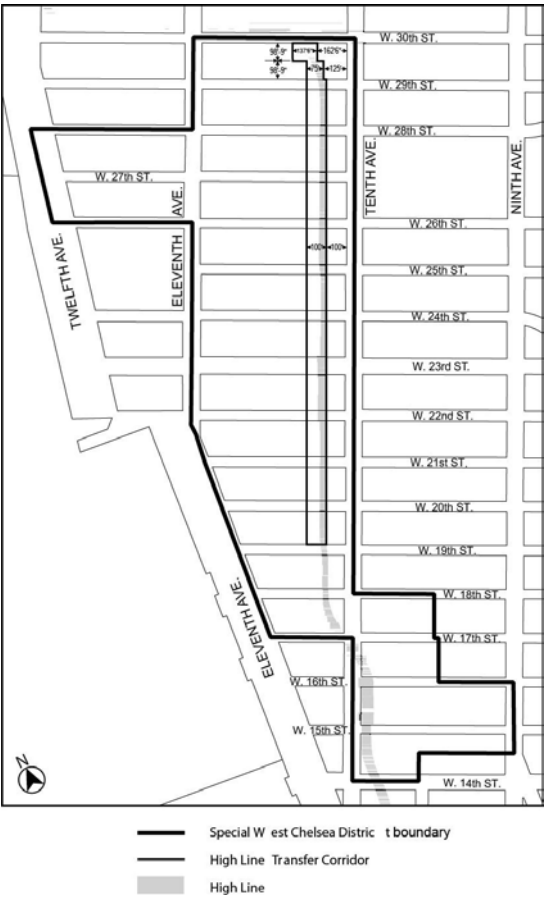 W. 30th ST.
98'-9"
137'6"
162'6"
98'-9"
75'
125'
W. 29th ST.
W. 28th ST.
W. 27th ST.
AVE.
TENTH AVE.
NINTH AVE.
W. 26th ST.
TWELFTH AVE.
ELEVENTH
100'
100'
W. 25th ST.
W. 24th ST.
W. 23rd ST.
W. 22nd ST.
W. 21st ST.
W. 20th ST.
W. 19th ST.
W. 18th ST.
ELEVENTH AVE.
W. 17th ST.
W. 16th ST.
W. 15th ST.
N
W. 14th ST.
Special W est Chelsea Distric t boundary
High Line Transfer Corridor
High Line